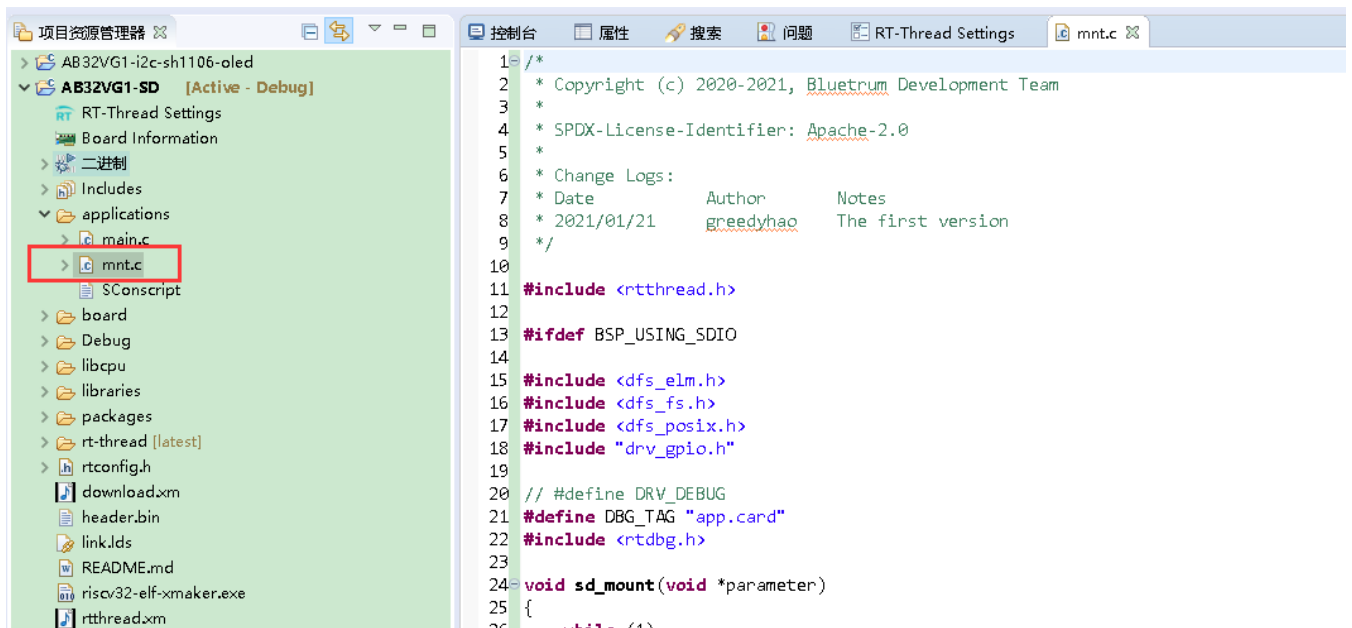 项目资源管理器
AB32VG1-i2c-sh1106-oled
AB32VG1-SD [Active - Debug]
RT-Thread Settings
Board Information
二进制
Includes
applications
main.c
mnt.c
SConscript
board
Debug
libcpu
libraries
packages
rt-thread [latest]
rtconfig.h
download.xm
header.bin
link.lds
README.md
riscv32-elf-xmaker.exe
rtthread.xm
控制台 属性 搜索 问题 RT-Thread Settings mnt.c
1 /*
2 * Copyright (c) 2020-2021, Bluetrum Development Team
3 *
4 * SPDX-License-Identifier: Apache-2.0
5 *
6 * Change Logs:
7 * Date Author Notes
8 * 2021/01/21 greedyhao The first version
9 */
10
11 #include <rtthread.h>
12
13 #ifdef BSP_USING_SDIO
14
15 #include <dfs_elm.h>
16 #include <dfs_fs.h>
17 #include <dfs_posix.h>
18 #include "drv_gpio.h"
19
20 // #define DRV_DEBUG
21 #define DBG_TAG "app.card"
22 #include <rtdbg.h>
23
24 void sd_mount(void *parameter)
25 {
26 while (1)